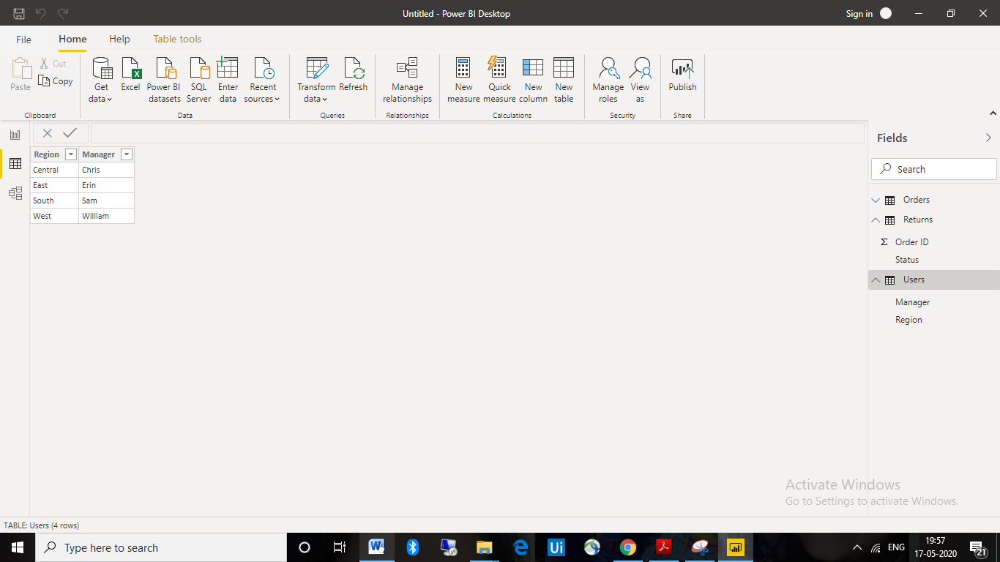 Untitled - Power BI Desktop
Sign in
File
Home
Help
Table tools
Paste
Cut
Copy
Clipboard
Get data
Excel
Power BI datasets
SQL Server
Enter data
Recent sources
Data
Transform data
Refresh
Queries
Manage relationships
Relationships
New measure
Quick measure
New column
New table
Calculations
Manage roles
View as
Security
Publish
Share
Region Manager
Central Chris
East Erin
South Sam
West William
Fields
Search
Orders
Returns
Σ Order ID
Status
Users
Manager
Region
Activate Windows
Go to Settings to activate Windows.
TABLE: Users (4 rows)
Type here to search
W
Ui
ENG
19:57
17-05-2020
21